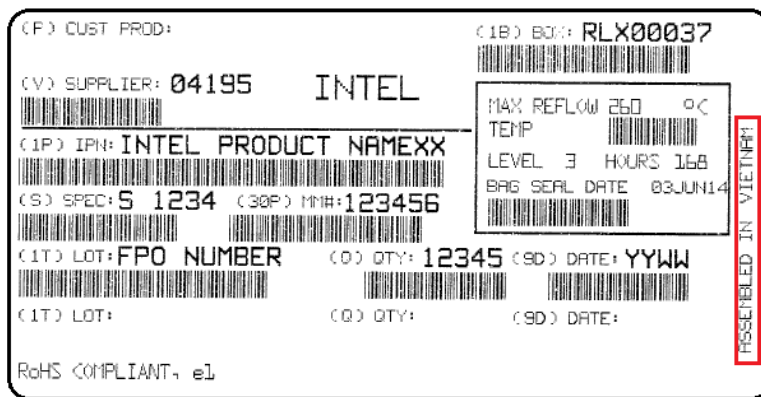 (P) CUST PROD:
(1B) BOX: RLX00037
(V) SUPPLIER: 04195 INTEL
MAX REFLOW 260 °C
TEMP
(1P) IPN: INTEL PRODUCT NAMEXX
LEVEL 3 HOURS 168
BAG SEAL DATE 03JUN14
(S) SPEC: S 1234 (30P) MM#: 123456
(1T) LOT: FPO NUMBER (Q) QTY: 12345 (9D) DATE: YYWW
(1T) LOT: (Q) QTY: (9D) DATE:
RoHS COMPLIANT, e1
ASSEMBLED IN VIETNAM